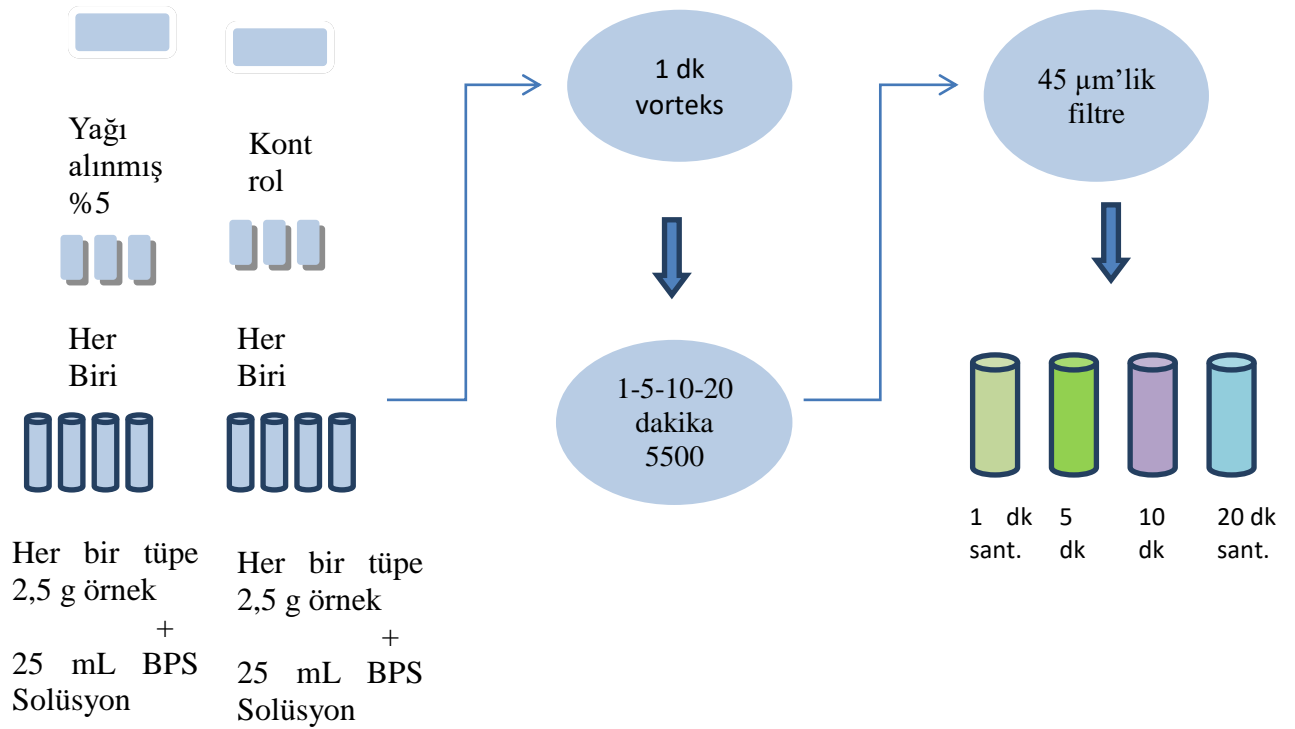 Yağı
alınmış
%5
Her
Biri
Her bir tüpe
2,5 g örnek
+
25 mL BPS
Solüsyon
Kont
rol
Her
Biri
Her bir tüpe
2,5 g örnek
+
25 mL BPS
Solüsyon
1 dk
vorteks
1-5-10-20
dakika
5500
45 µm’lik
filtre
1 dk
sant.
5
dk
10
dk
20 dk
sant.